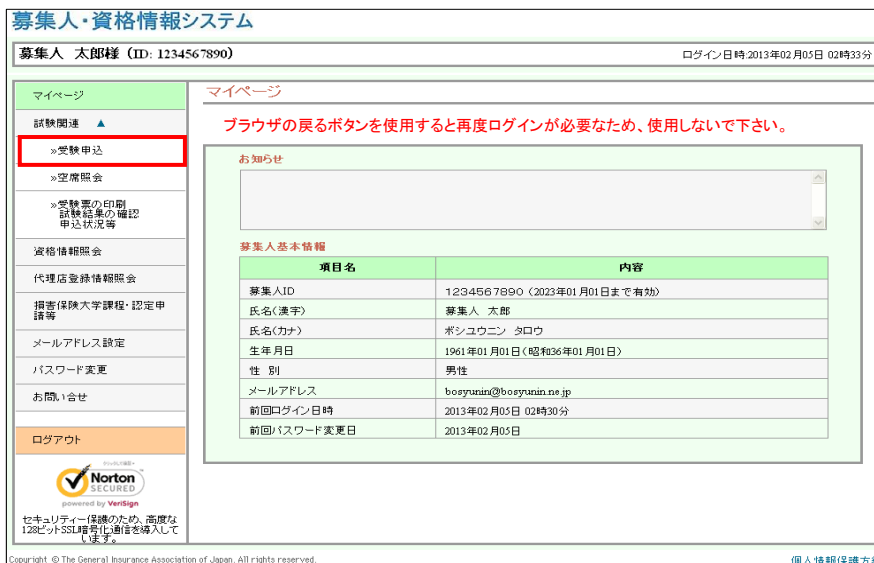 募集人・資格情報システム
募集人 太郎様 (ID: 1234567890)
ログイン日時:2013年02月05日 02時33分
マイページ
試験関連 ▲
»受験申込
»空席照会
»受験票の印刷
試験結果の確認
申込状況等
資格情報照会
代理店登録情報照会
損害保険大学課程・認定申
請等
メールアドレス設定
パスワード変更
お問い合せ
ログアウト
Norton
SECURED
powered by VeriSign
セキュリティー保護のため、高度な
128ビットSSL暗号化通信を導入して
います。
マイページ
ブラウザの戻るボタンを使用すると再度ログインが必要なため、使用しないで下さい。
お知らせ
募集人基本情報
項目名 内容
募集人ID 1234567890 (2023年01月01日まで有効)
氏名(漢字) 募集人 太郎
氏名(カナ) ボシュウニン タロウ
生年月日 1961年01月01日(昭和36年01月01日)
性 別 男性
メールアドレス bosyunin@bosyunin.ne.jp
前回ログイン日時 2013年02月05日 02時30分
前回パスワード変更日 2013年02月05日
Copyright © The General Insurance Association of Japan. All rights reserved.
個人情報保護方針